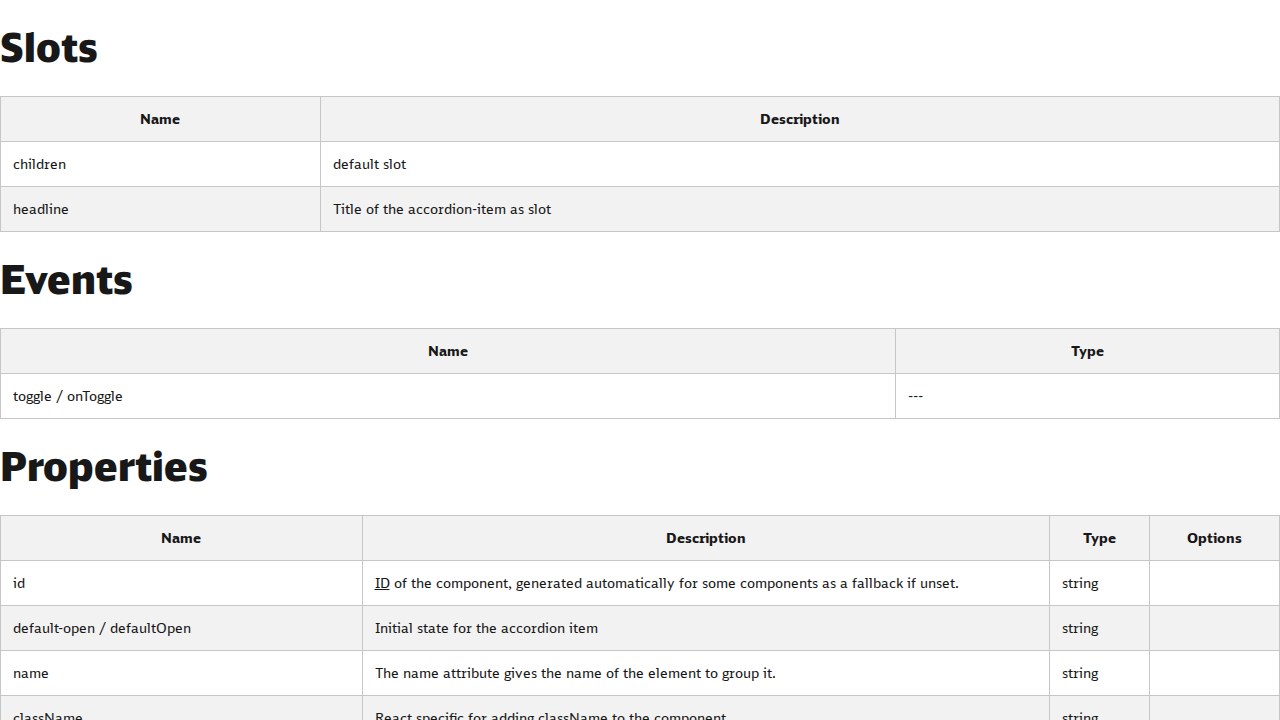 Slots
Name Description
children default slot
headline Title of the accordion-item as slot
Events
Name Type
toggle / onToggle ---
Properties
Name Description Type Options
id ID of the component, generated automatically for some components as a fallback if unset. string
default-open / defaultOpen Initial state for the accordion item string
name The name attribute gives the name of the element to group it. string
className React specific for adding className to the component. string